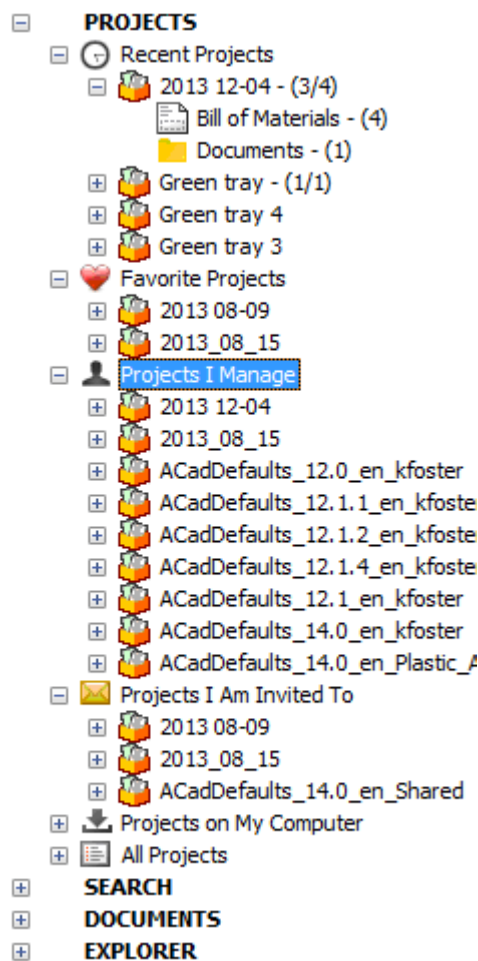 PROJECTS
Recent Projects
2013 12-04 - (3/4)
Bill of Materials - (4)
Documents - (1)
Green tray - (1/1)
Green tray 4
Green tray 3
Favorite Projects
2013 08-09
2013_08_15
Projects I Manage
2013 12-04
2013_08_15
ACadDefaults_12.0_en_kfoster
ACadDefaults_12.1.1_en_kfoster
ACadDefaults_12.1.2_en_kfoster
ACadDefaults_12.1.4_en_kfoster
ACadDefaults_12.1_en_kfoster
ACadDefaults_14.0_en_kfoster
ACadDefaults_14.0_en_Plastic_A
Projects I Am Invited To
2013 08-09
2013_08_15
ACadDefaults_14.0_en_Shared
Projects on My Computer
All Projects
SEARCH
DOCUMENTS
EXPLORER